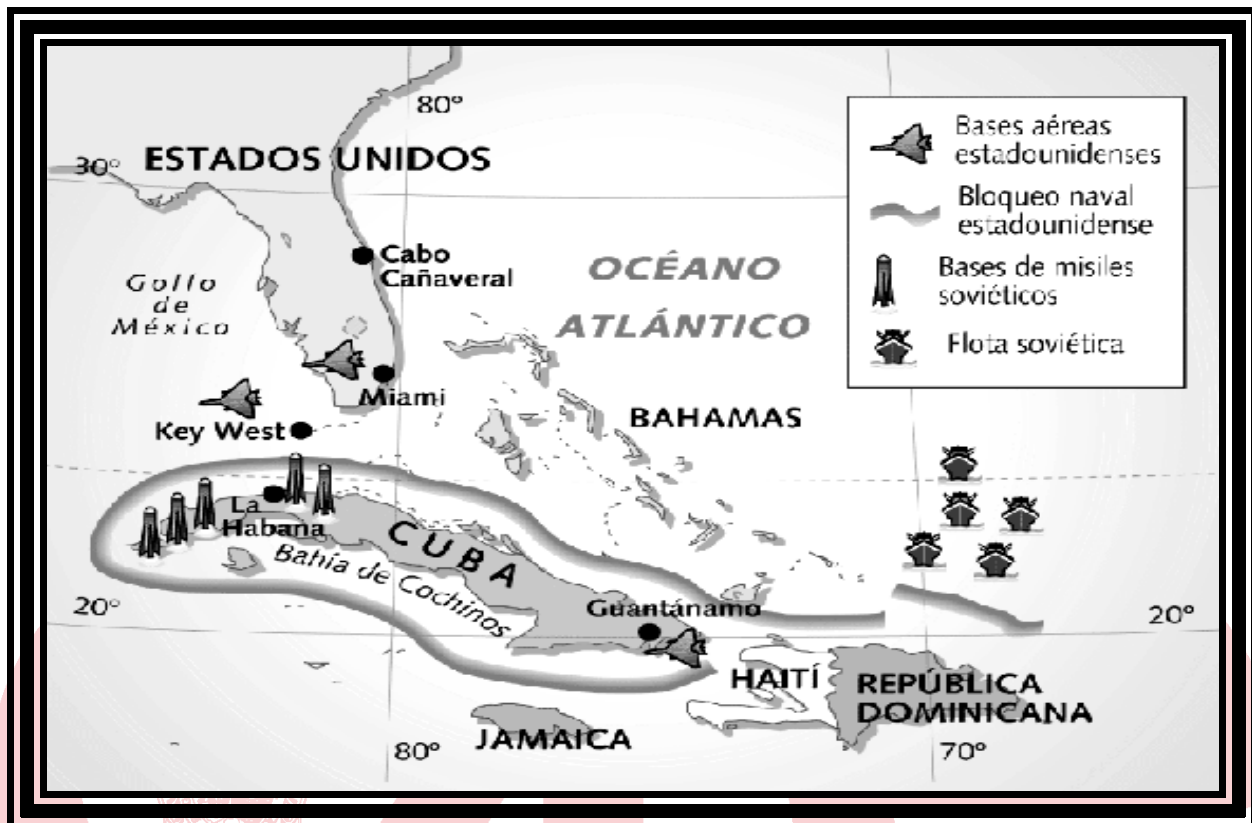 80°
30°
ESTADOS UNIDOS
Cabo
Cañaveral
Golfo
de
México
OCÉANO
ATLÁNTICO
Miami
Key West
BAHAMAS
La
Habana
CUBA
Bahía de Cochinos
Guantánamo
20°
20°
HAITÍ
REPÚBLICA
DOMINICANA
JAMAICA
80°
70°
Bases aéreas
estadounidenses
Bloqueo naval
estadounidense
Bases de misiles
soviéticos
Flota soviética